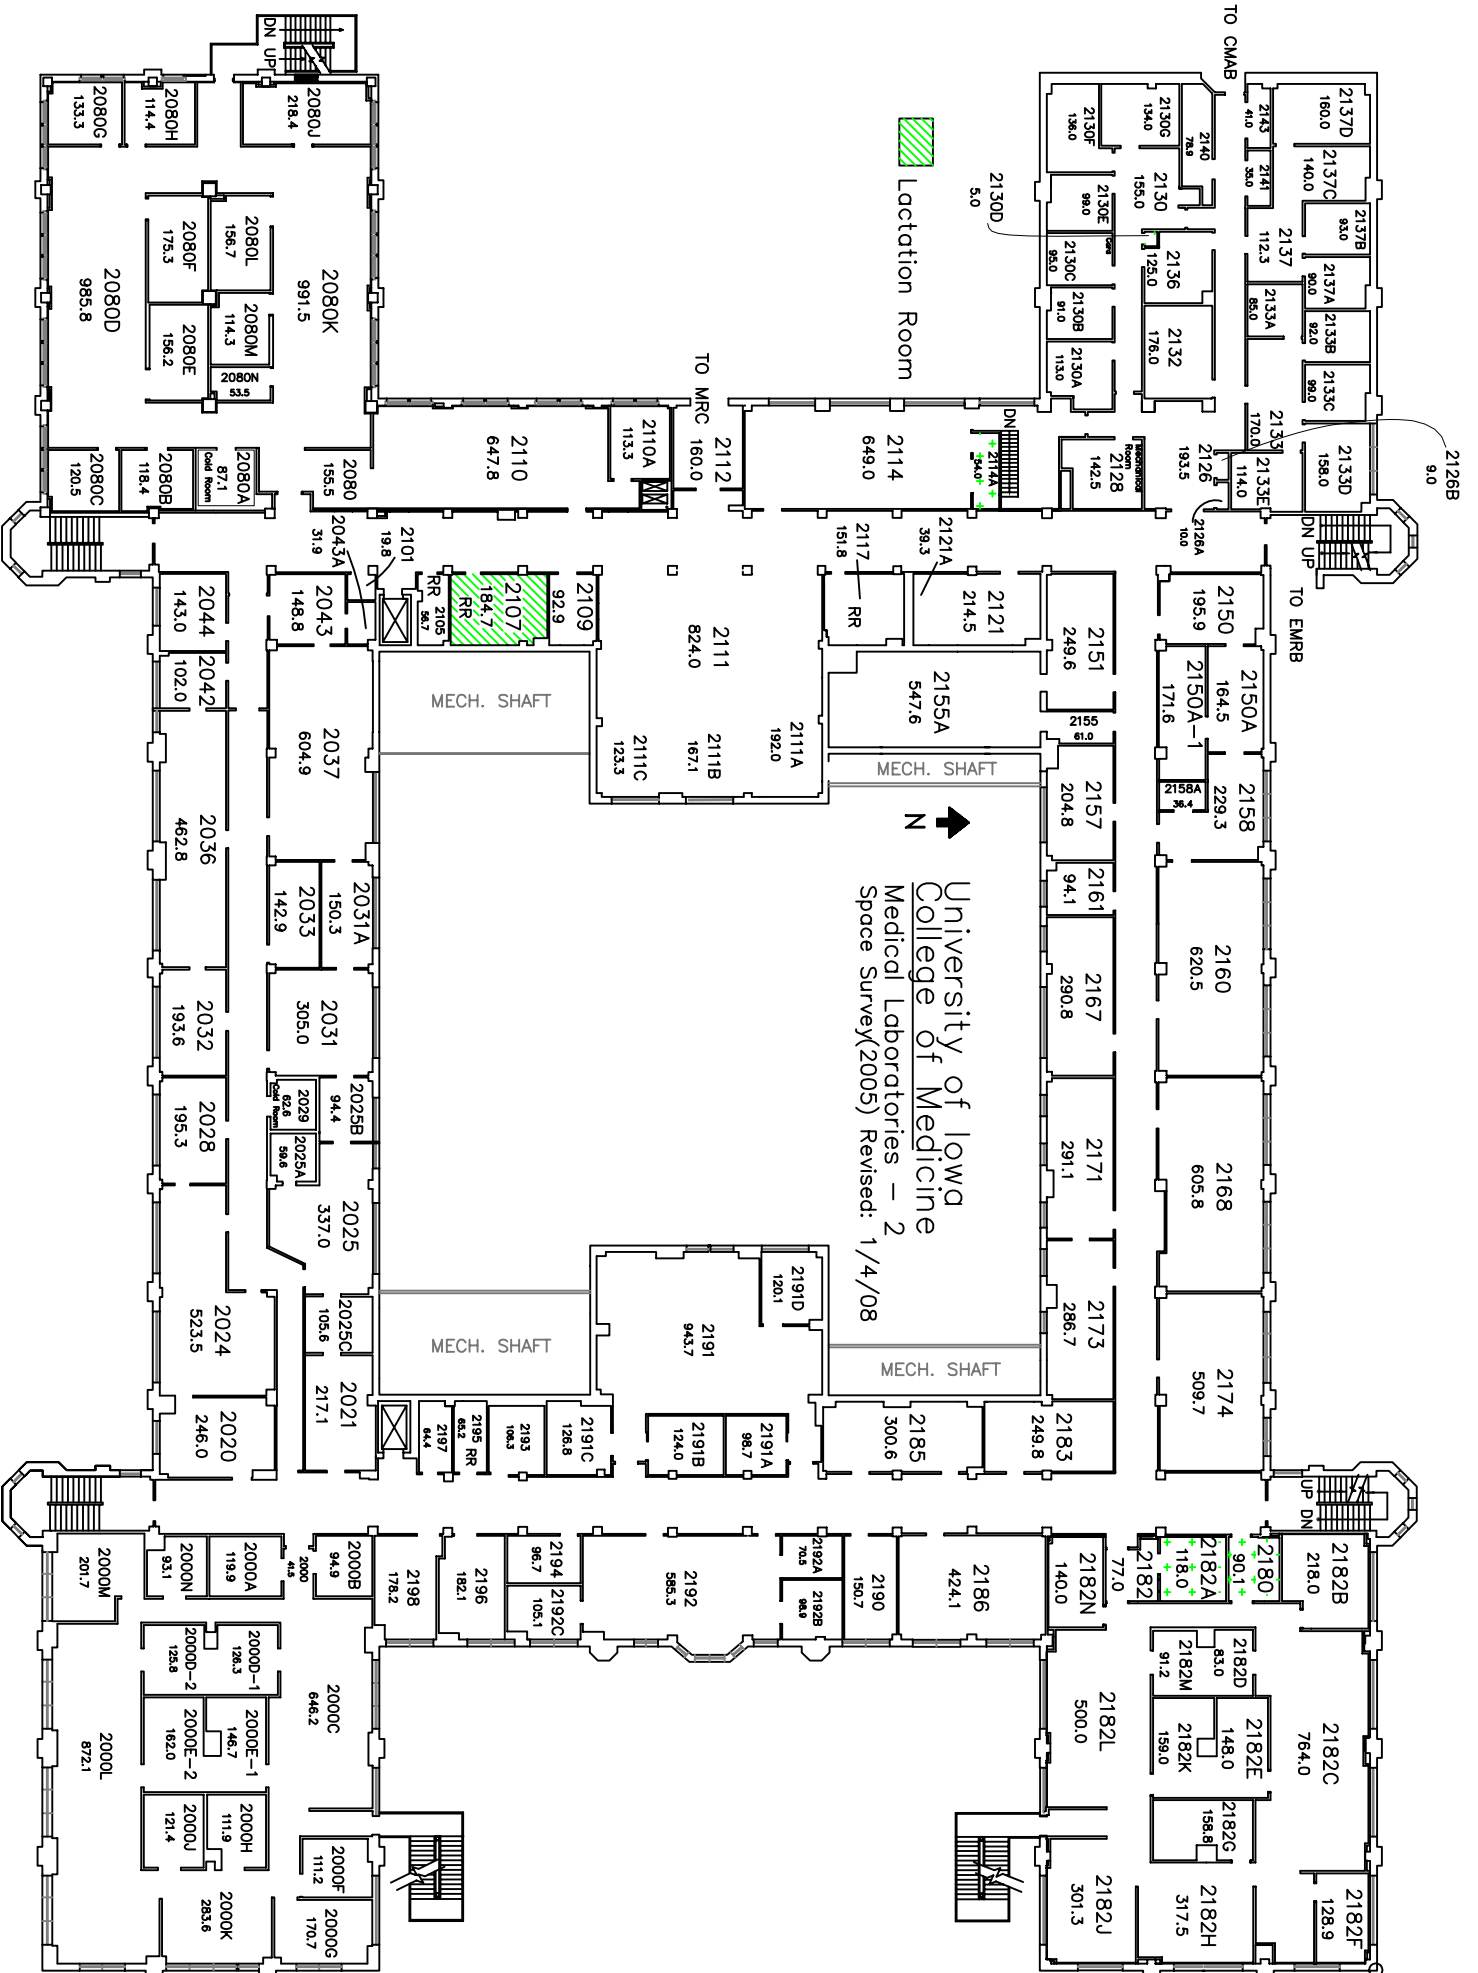 University of Iowa
College of Medicine
Medical Laboratories - 2
Space Survey(2005) Revised: 1/4/08
N
Lactation Room
TO CMAB
TO MRC
TO EMRB
2126B
9.0
2137D
160.0
2137C
140.0
2137B
93.0
2137A
90.0
2133B
92.0
2133C
99.0
2133D
158.0
DN UP
2143
41.0
2141
35.0
2137
112.3
2133A
85.0
2133
170.0
2133E
114.0
2140
78.9
2126
193.5
2126A
10.0
2130G
134.0
2130
155.0
2136
125.0
2132
176.0
Mechanical
Room
2128
142.5
2130F
136.0
2130E
99.0
Core
2130C
95.0
2130B
91.0
2130A
113.0
2130D
5.0
DN
2114A
54.0
2114
649.0
2112
160.0
2110A
113.3
2110
647.8
DN UP
2080J
218.4
2080H
114.4
2080G
133.3
2080K
991.5
2080L
156.7
2080M
114.3
2080N
53.5
2080F
175.3
2080E
156.2
2080D
985.8
2080
155.5
2080A
87.1
Cold Room
2080B
118.4
2080C
120.5
2150
195.9
2150A
164.5
2150A-1
171.6
2158
229.3
2158A
36.4
2160
620.5
2168
605.8
2174
509.7
2151
249.6
2155
61.0
2157
204.8
2161
94.1
2167
290.8
2171
291.1
2173
286.7
2183
249.8
2121A
39.3
2121
214.5
2117
151.8
RR
2155A
547.6
MECH. SHAFT
2111
824.0
2111A
192.0
2111B
167.1
2111C
123.3
2109
92.9
2107
184.7
RR
2105
56.7
RR
2101
19.8
2043A
31.9
MECH. SHAFT
2043
148.8
2037
604.9
2031A
150.3
2033
142.9
2031
305.0
2025B
94.4
2029
62.6
Cold Room
2025A
59.6
2025
337.0
2025C
105.6
2021
217.1
2044
143.0
2042
102.0
2036
462.8
2032
193.6
2028
195.3
2024
523.5
2020
246.0
2191D
120.1
2191
943.7
MECH. SHAFT
MECH. SHAFT
2185
300.6
2191A
98.7
2191B
124.0
2191C
126.8
2193
106.3
2195 RR
65.2
2197
64.4
UP DN
2182B
218.0
2180
90.1
2182A
118.0
2182
77.0
2182N
140.0
2186
424.1
2190
150.7
2192A
70.5
2192B
98.9
2192
585.3
2194
96.7
2192C
105.1
2196
182.1
2198
178.2
2000B
94.9
2000
41.5
2000A
119.9
2000N
93.1
2000M
201.7
2182C
764.0
2182D
83.0
2182M
91.2
2182E
148.0
2182K
159.0
2182L
500.0
2182G
158.8
2182F
128.9
2182H
317.5
2182J
301.3
2000C
646.2
2000D-1
126.3
2000D-2
125.8
2000E-1
146.7
2000E-2
162.0
2000L
872.1
2000H
111.9
2000J
121.4
2000F
111.2
2000K
283.6
2000G
170.7